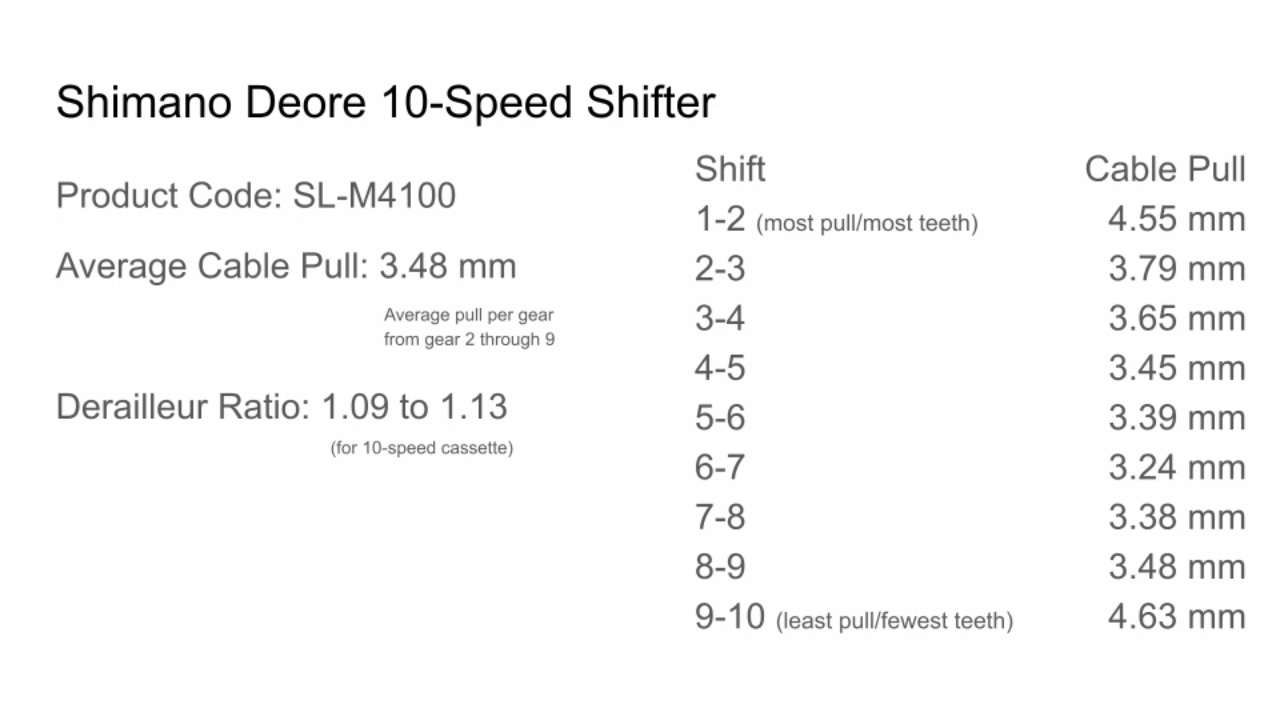 Shimano Deore 10-Speed Shifter
Product Code: SL-M4100
Average Cable Pull: 3.48 mm
Average pull per gear
from gear 2 through 9
Derailleur Ratio: 1.09 to 1.13
(for 10-speed cassette)
Shift Cable Pull
1-2 (most pull/most teeth) 4.55 mm
2-3 3.79 mm
3-4 3.65 mm
4-5 3.45 mm
5-6 3.39 mm
6-7 3.24 mm
7-8 3.38 mm
8-9 3.48 mm
9-10 (least pull/fewest teeth) 4.63 mm